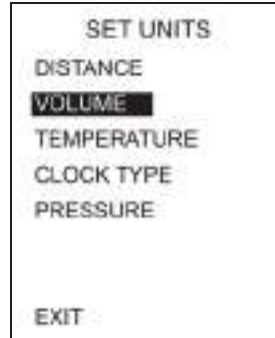 SET UNITS
DISTANCE
VOLUME
TEMPERATURE
CLOCK TYPE
PRESSURE
EXIT